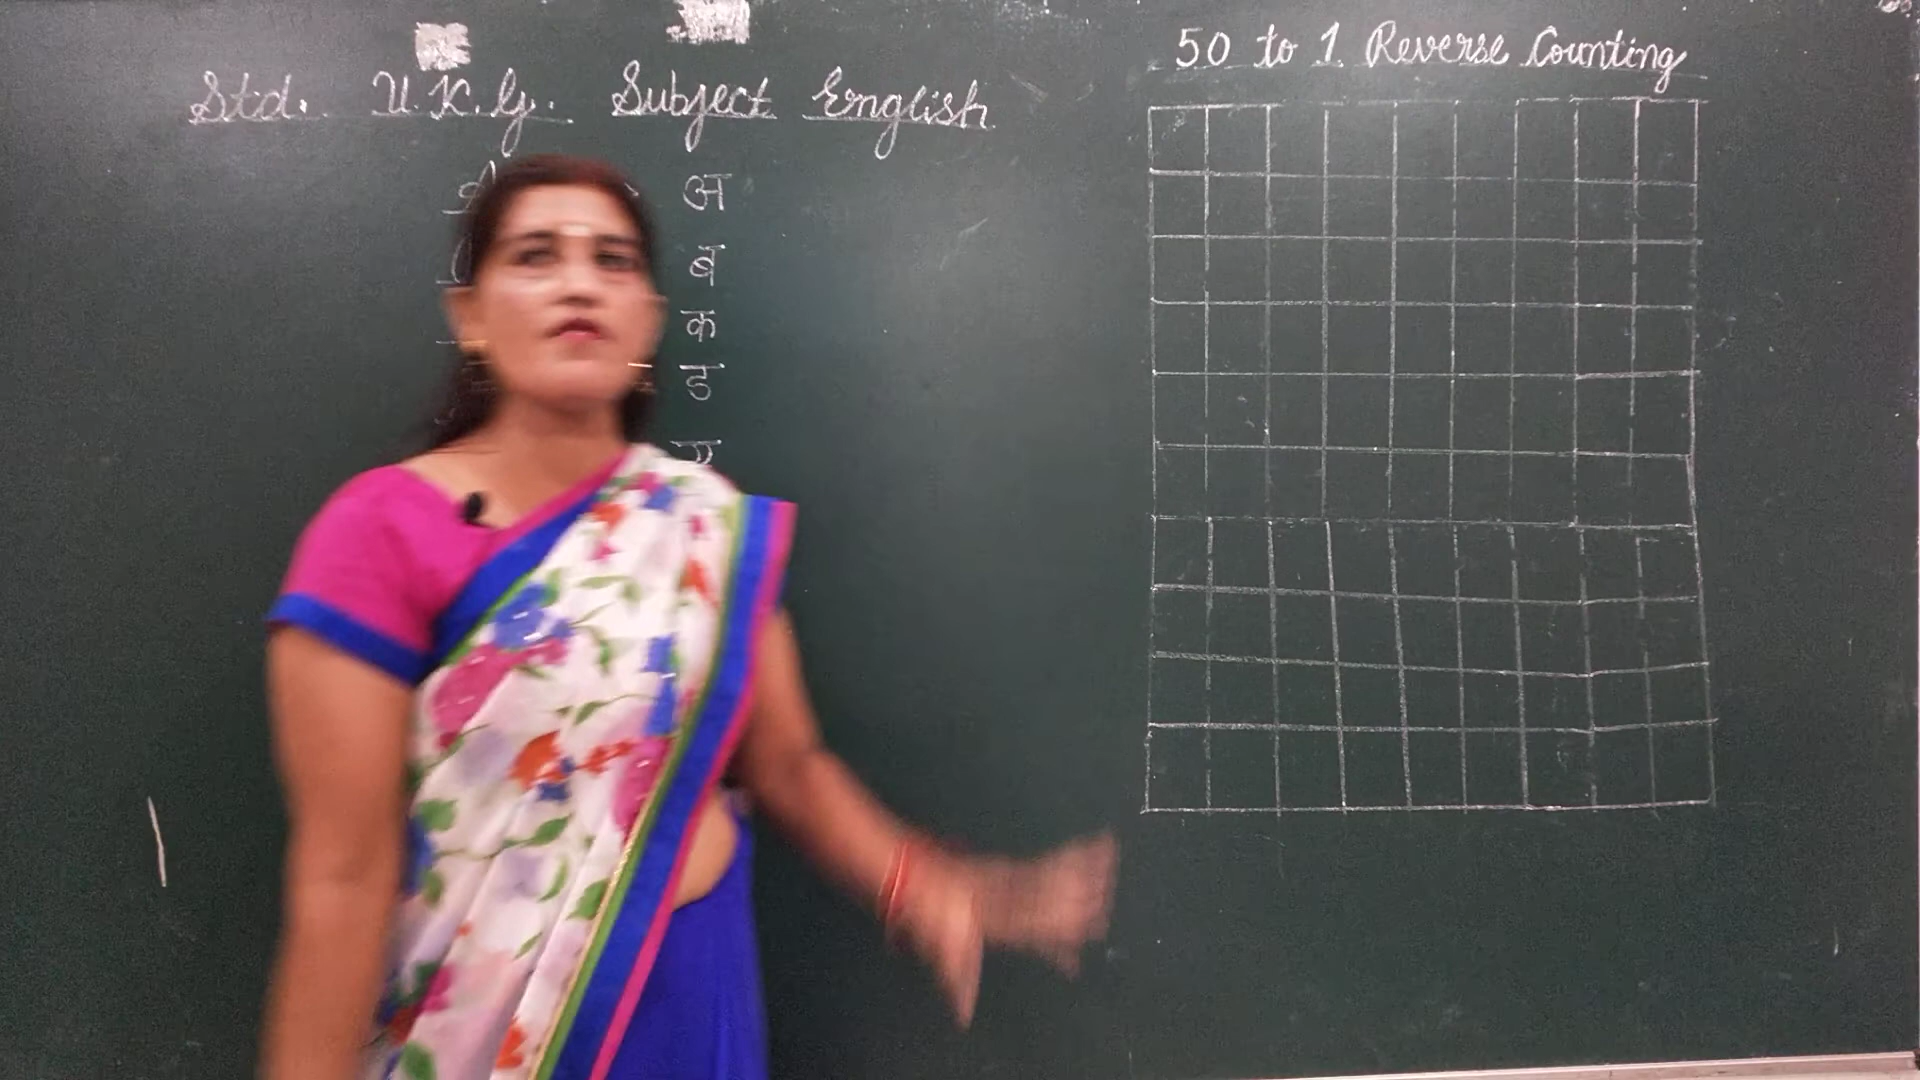 Std. U.K.G. Subject English
50 to 1 Reverse Counting
अ
ब
क
ड